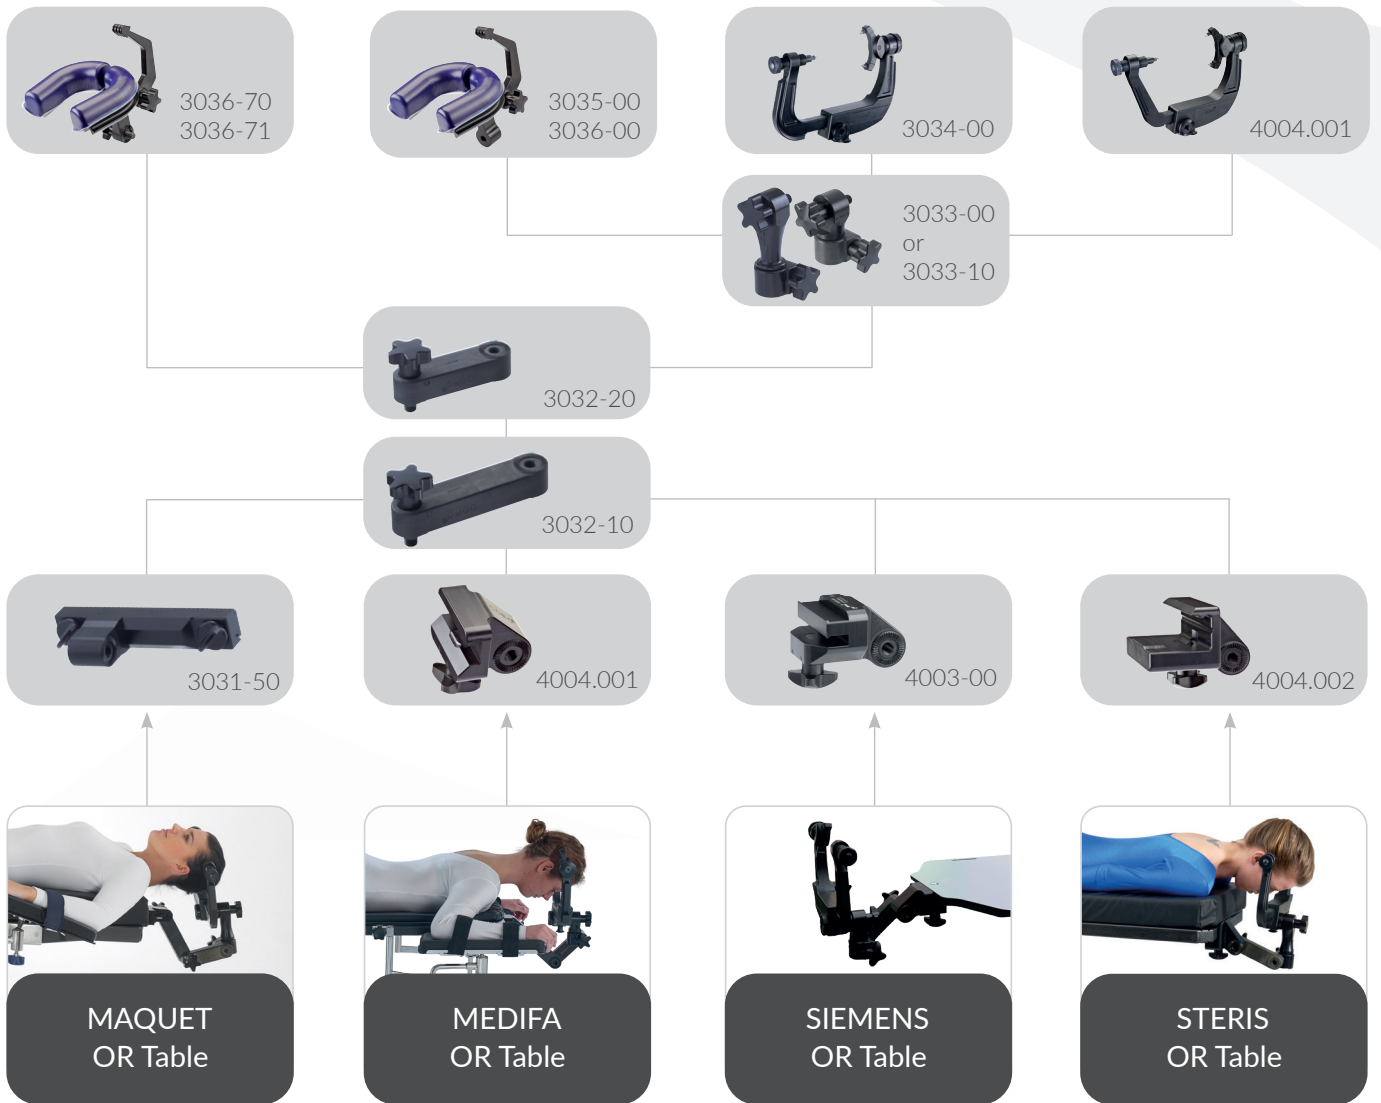 3036-70
3036-71
3035-00
3036-00
3034-00
4004.001
3033-00
or
3033-10
3032-20
3032-10
3031-50
4004.001
4003-00
4004.002
MAQUET
OR Table
MEDIFA
OR Table
SIEMENS
OR Table
STERIS
OR Table